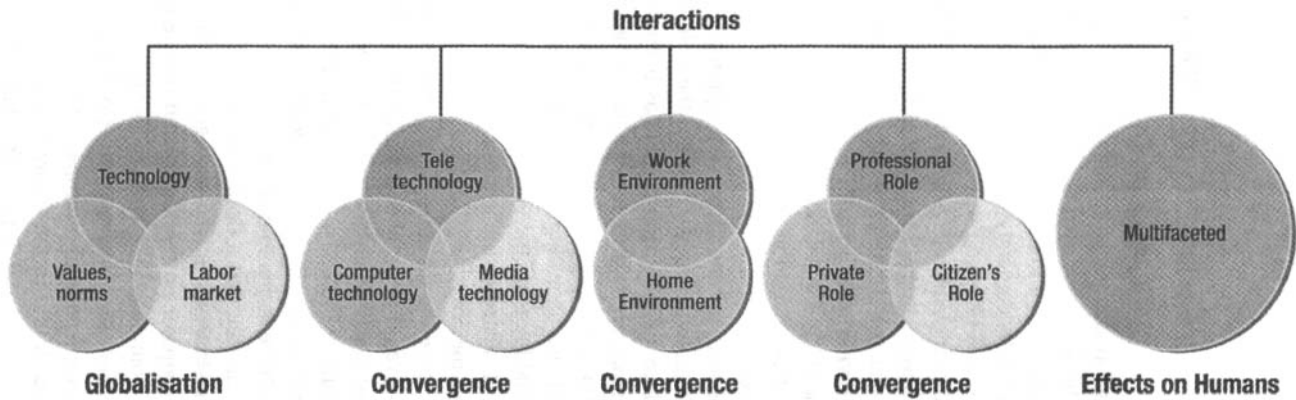 Interactions
Technology
Values,
norms
Labor
market
Globalisation
Tele
technology
Computer
technology
Media
technology
Convergence
Work
Environment
Home
Environment
Convergence
Professional
Role
Private
Role
Citizen's
Role
Convergence
Multifaceted
Effects on Humans